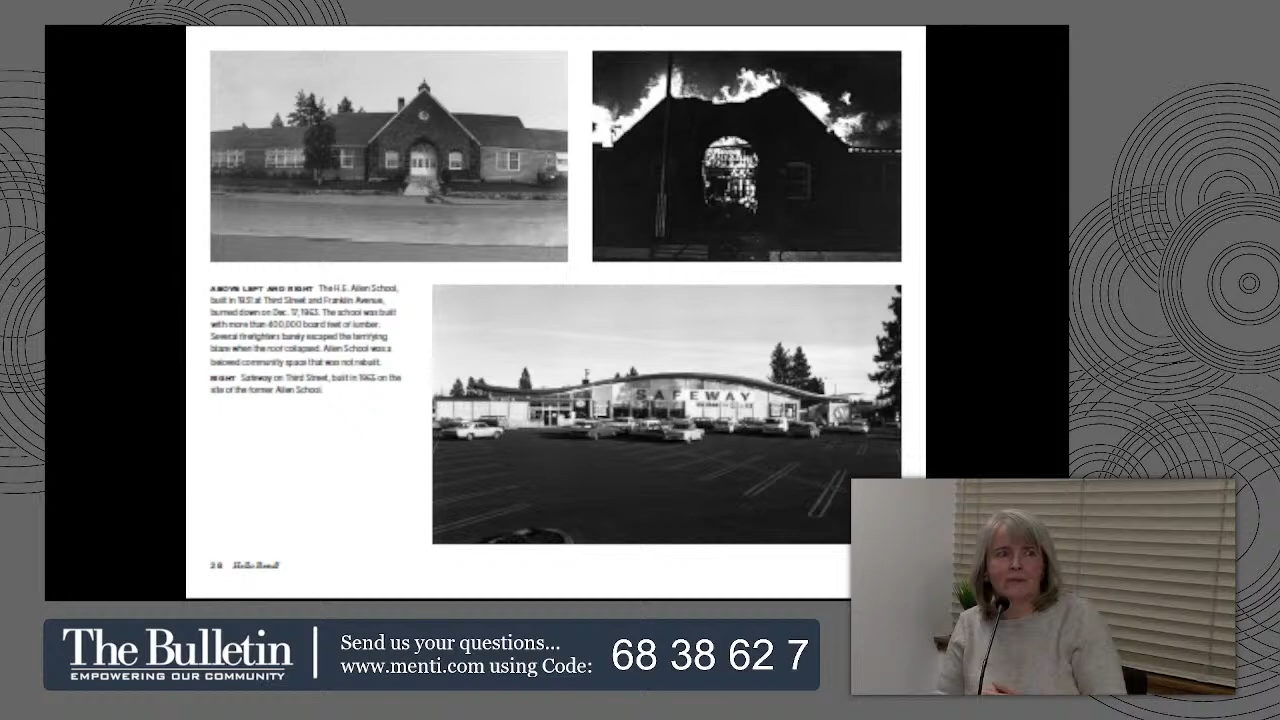 ABOVE LEFT AND RIGHT The H.E. Allen School,
built in 1931 at Third Street and Franklin Avenue,
burned down on Dec. 17, 1963. The school was built
with more than 400,000 board feet of lumber.
Several firefighters barely escaped the terrifying
blaze when the roof collapsed. Allen School was a
beloved community space that was not rebuilt.
RIGHT Safeway on Third Street, built in 1965 on the
site of the former Allen School.
SAFEWAY
28 Hello Bend!
The Bulletin
EMPOWERING OUR COMMUNITY
Send us your questions...
www.menti.com using Code:
68 38 62 7